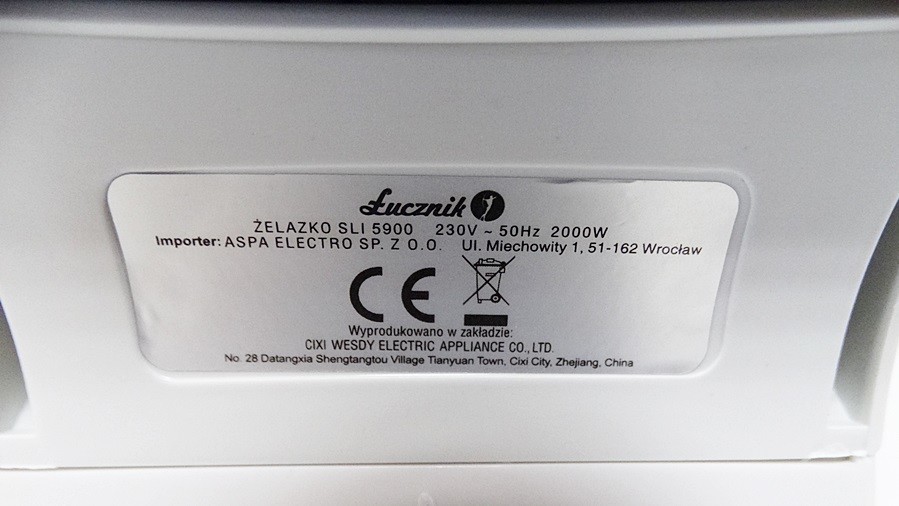 Łucznik
ŻELAZKO SLI 5900 230V ~ 50Hz 2000W
Importer: ASPA ELECTRO SP. Z O.O. Ul. Miechowity 1, 51-162 Wrocław
CE
Wyprodukowano w zakładzie:
CIXI WESDY ELECTRIC APPLIANCE CO., LTD.
No. 28 Datangxia Shengtangtou Village Tianyuan Town, Cixi City, Zhejiang, China